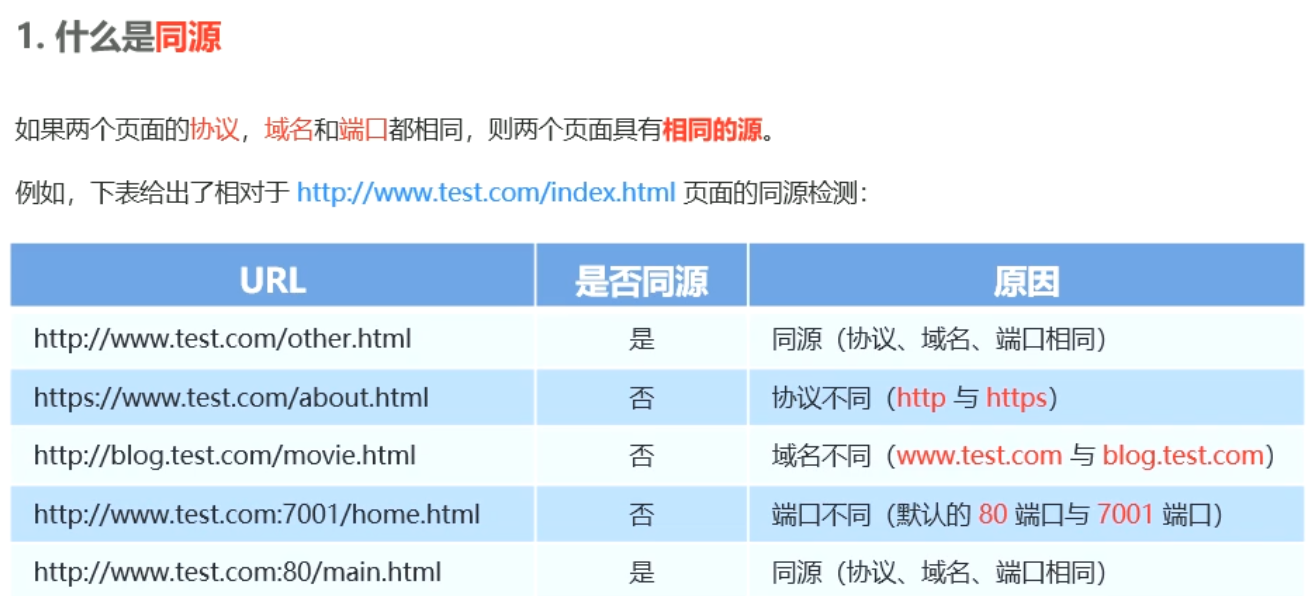 1. 什么是同源
如果两个页面的协议，域名和端口都相同，则两个页面具有相同的源。
例如，下表给出了相对于 http://www.test.com/index.html 页面的同源检测：
URL 是否同源 原因
http://www.test.com/other.html 是 同源（协议、域名、端口相同）
https://www.test.com/about.html 否 协议不同（http 与 https）
http://blog.test.com/movie.html 否 域名不同（www.test.com 与 blog.test.com）
http://www.test.com:7001/home.html 否 端口不同（默认的 80 端口与 7001 端口）
http://www.test.com:80/main.html 是 同源（协议、域名、端口相同）